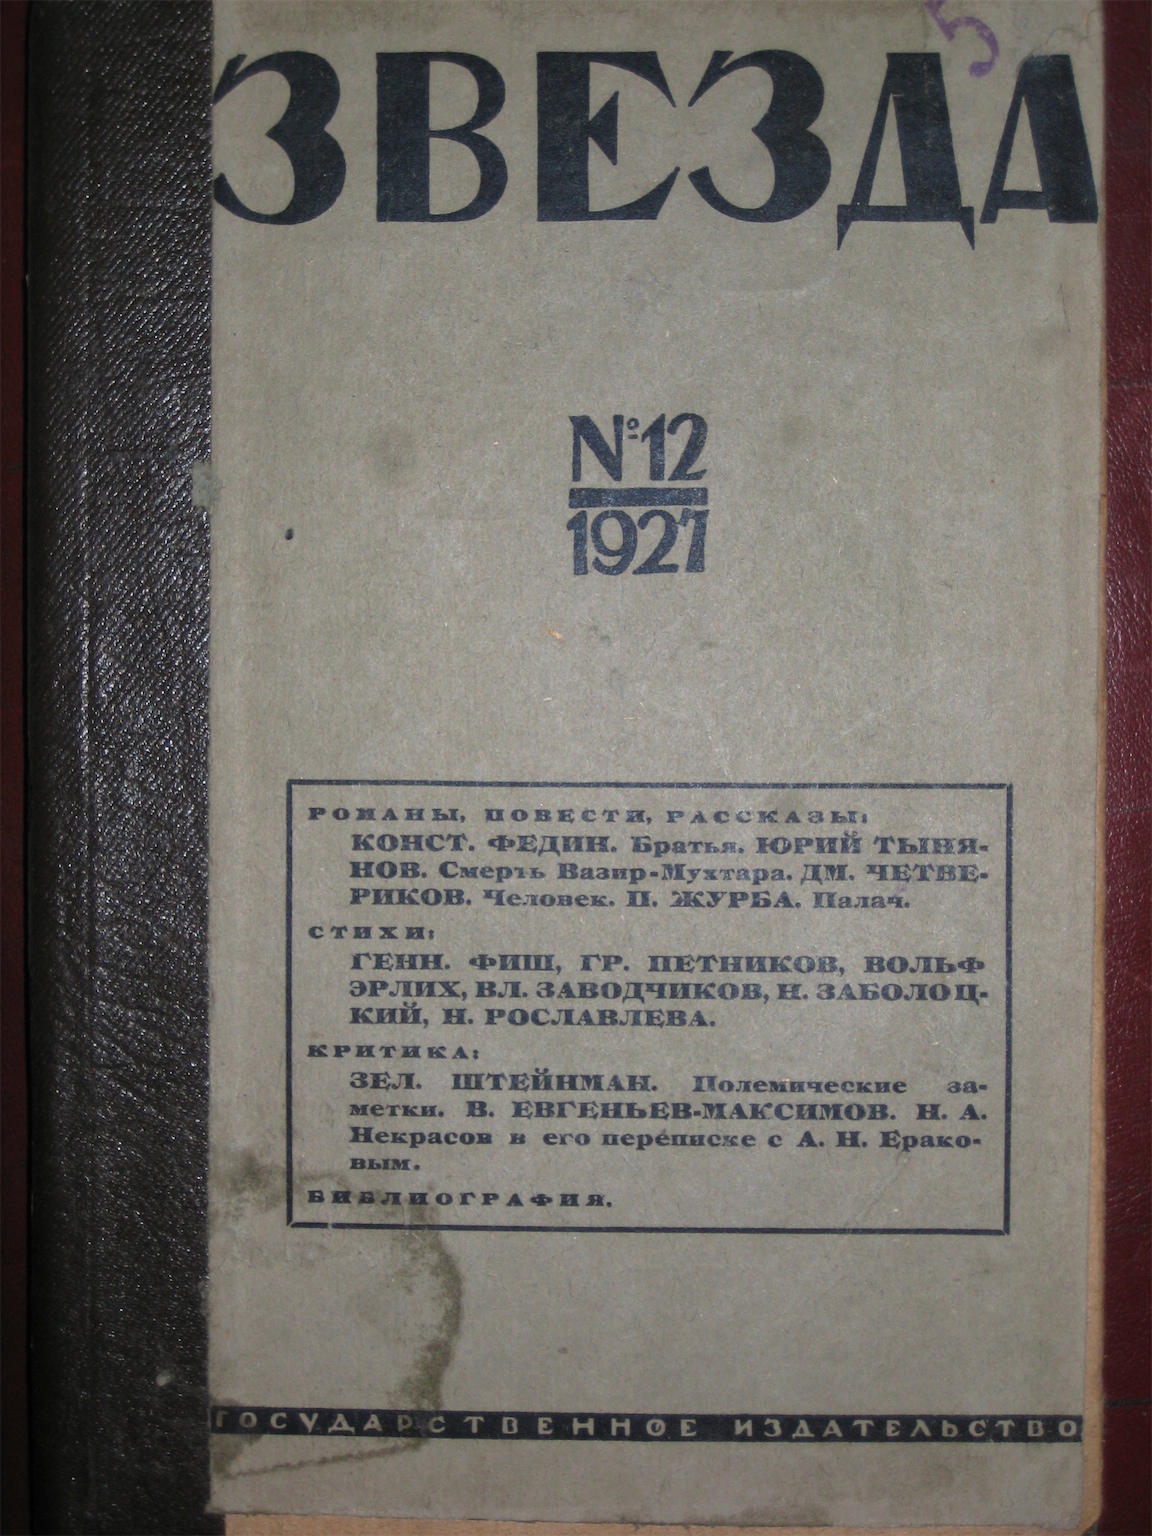 5
ЗВЕЗДА
№12
1927
РОМАНЫ, ПОВЕСТИ, РАССКАЗЫ:
КОНСТ. ФЕДИН. Братья. ЮРИЙ ТЫНЯ-
НОВ. Смерть Вазир-Мухтара. ДМ. ЧЕТВЕ-
РИКОВ. Человек. П. ЖУРБА. Палач.
СТИХИ:
ГЕНН. ФИШ, ГР. ПЕТНИКОВ, ВОЛЬФ
ЭРЛИХ, ВЛ. ЗАВОДЧИКОВ, Н. ЗАБОЛОЦ-
КИЙ, Н. РОСЛАВЛЕВА.
КРИТИКА:
ЗЕЛ. ШТЕЙНМАН. Полемические за-
метки. В. ЕВГЕНЬЕВ-МАКСИМОВ. Н. А.
Некрасов в его переписке с А. Н. Ерако-
вым.
БИБЛИОГРАФИЯ.
ГОСУДАРСТВЕННОЕ ИЗДАТЕЛЬСТВО